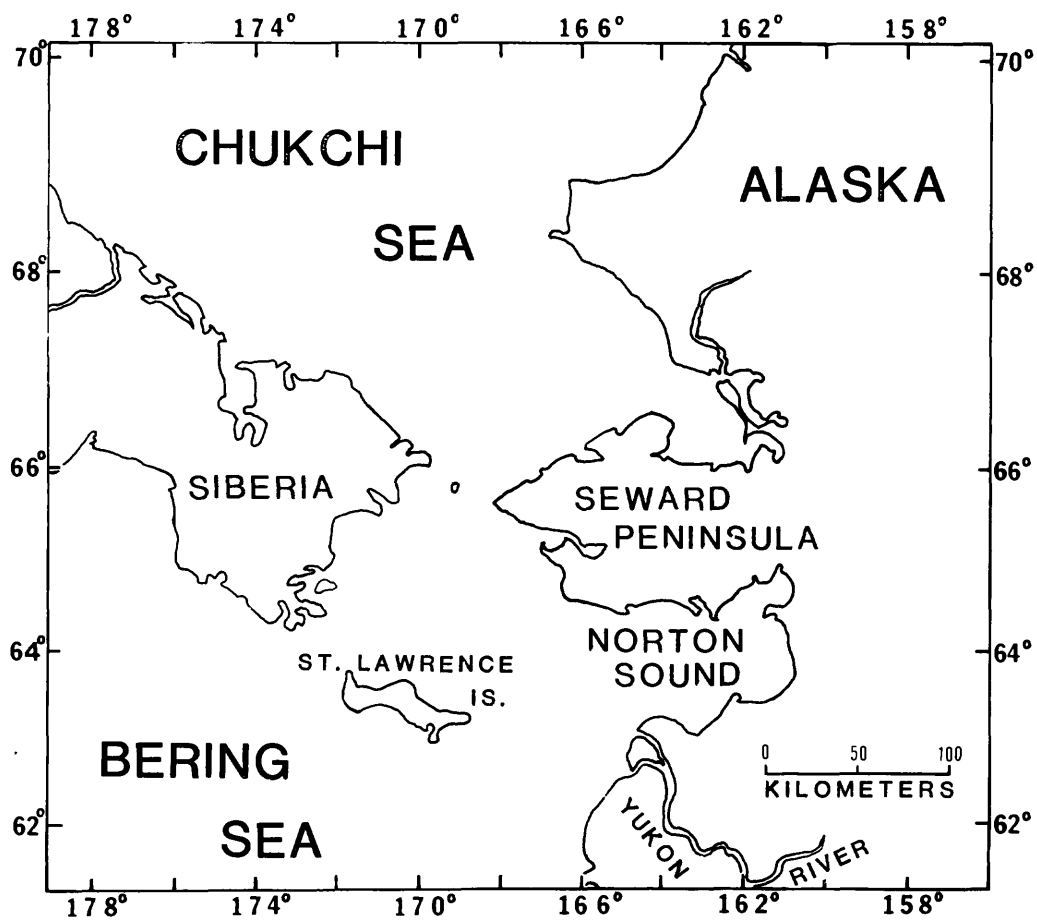 178° 174° 170° 166° 162° 158°
70° 70°
CHUKCHI
ALASKA
SEA
68° 68°
66° 66°
SIBERIA
SEWARD
PENINSULA
NORTON
64° 64°
ST. LAWRENCE
SOUND
IS.
BERING
0 50 100
KILOMETERS
62° 62°
YUKON
SEA
RIVER
178° 174° 170° 166° 162° 158°